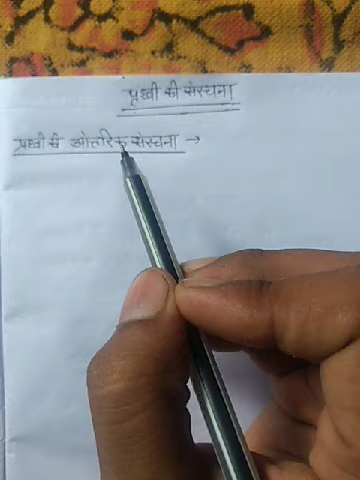 पृथ्वी की संरचना
पृथ्वी की आंतरिक संरचना →